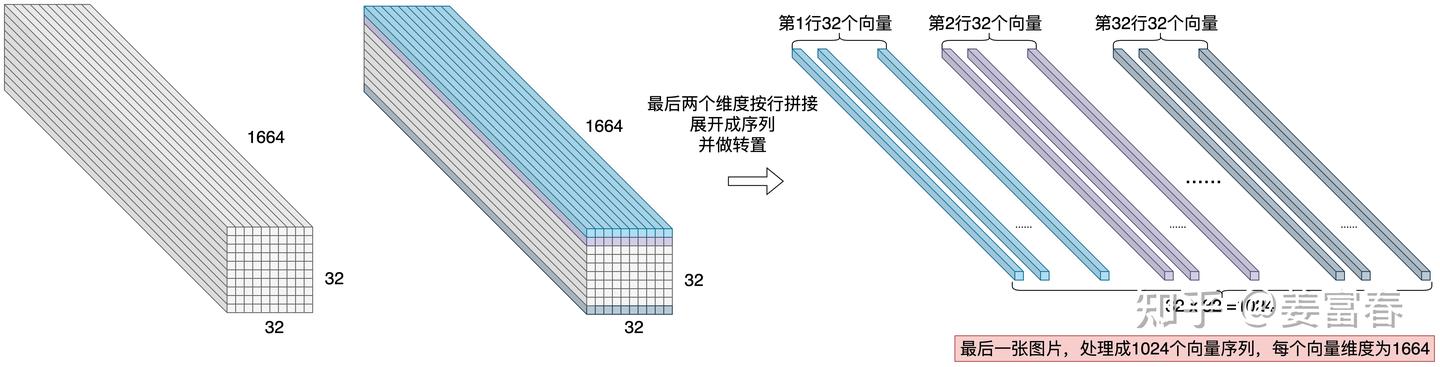 1664
32
32
1664
32
32
最后两个维度按行拼接
展开成序列
并做转置
第1行32个向量
第2行32个向量
第32行32个向量
......
......
......
......
32 x 32 = 1024
知乎 @姜富春
最后一张图片，处理成1024个向量序列，每个向量维度为1664